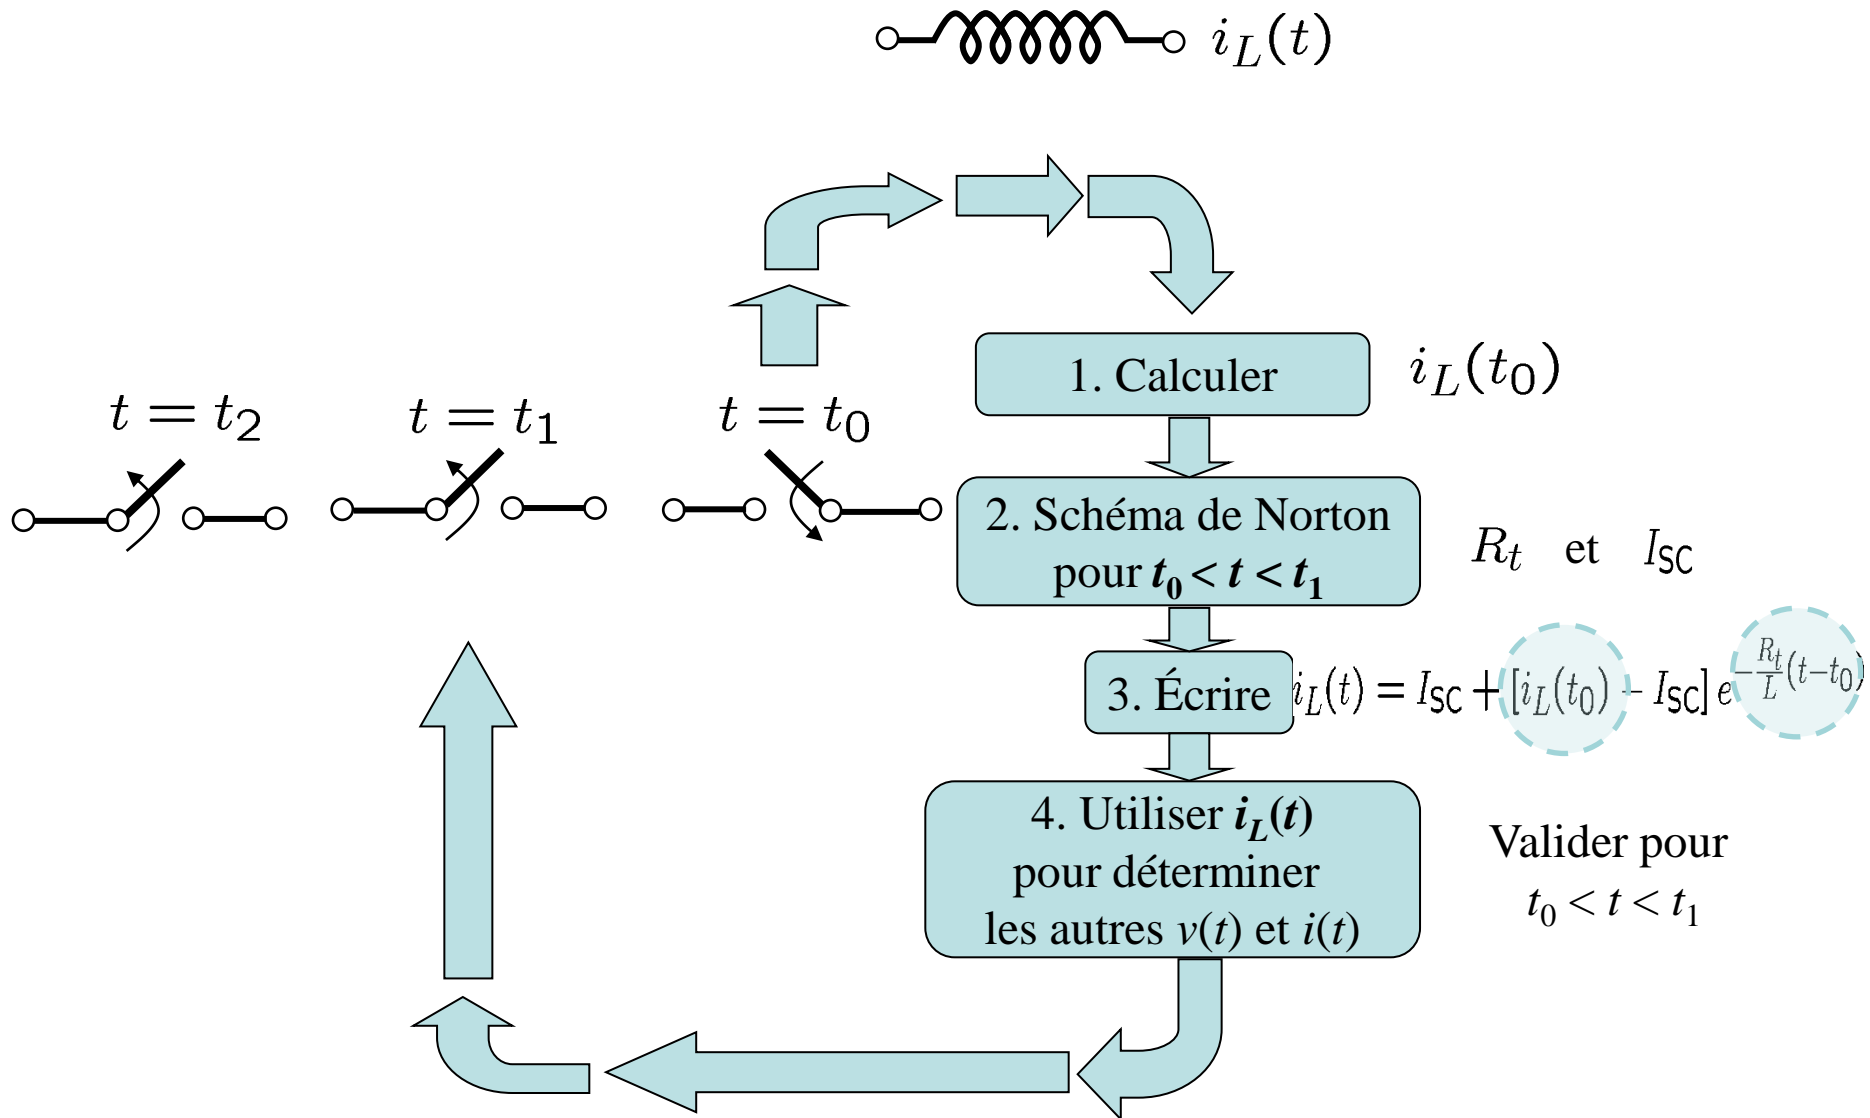 i_L(t)
1. Calculer
i_L(t_0)
t = t_2
t = t_1
t = t_0
2. Schéma de Norton
pour t_0 < t < t_1
R_t et I_SC
3. Écrire
i_L(t) = I_SC + [i_L(t_0) - I_SC] e^{-\frac{R_t}{L}(t-t_0)}
4. Utiliser i_L(t)
pour déterminer
les autres v(t) et i(t)
Valider pour
t_0 < t < t_1